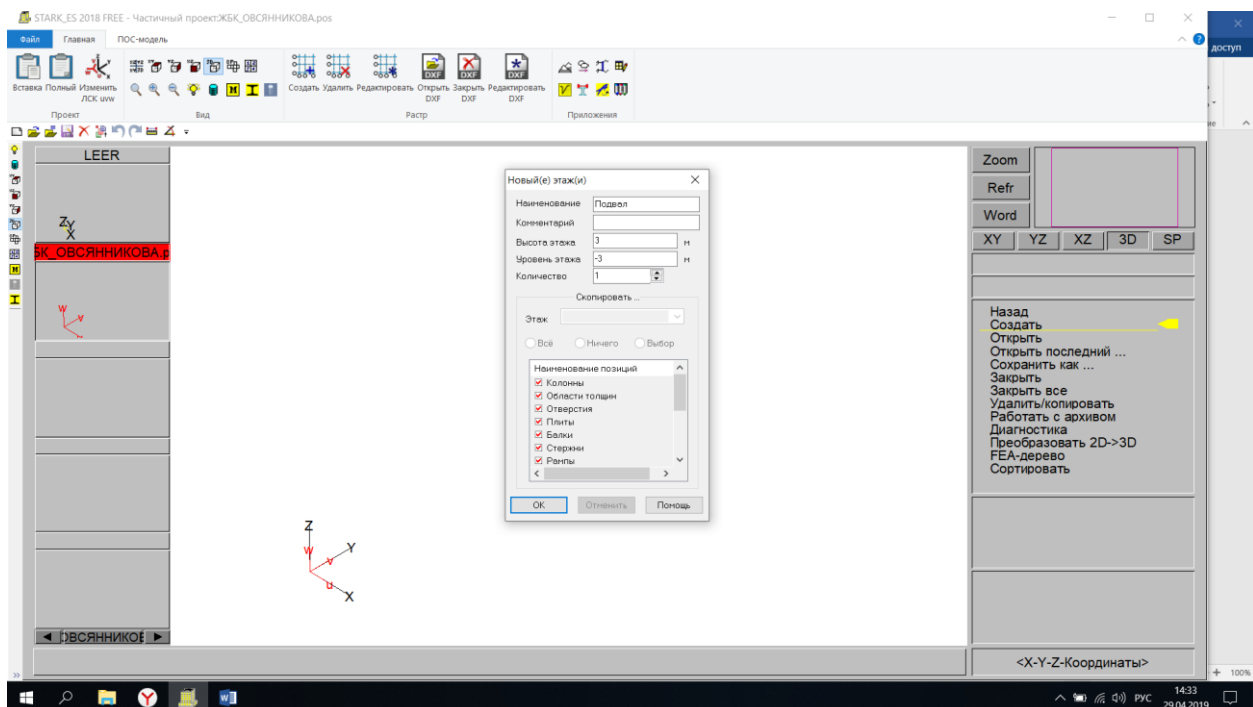 STARK_ES 2018 FREE - Частичный проект:ЖБК_ОВСЯННИКОВА.pos
Файл Главная ПОС-модель
доступ
Вставка Полный Изменить ЛСК uvw
Создать Удалить Редактировать Открыть DXF Закрыть DXF Редактировать DXF
Проект Вид Растр Приложения
LEER
Z Y
X
БК_ОВСЯННИКОВА.p
w v
Новый(е) этаж(и)
Наименование Подвал
Комментарий
Высота этажа 3 м
Уровень этажа -3 м
Количество 1
Скопировать ...
Этаж
Всё Ничего Выбор
Наименование позиций
Колонны
Области толщин
Отверстия
Плиты
Балки
Стержни
Рампы
OK Отменить Помощь
Z
w v Y
u X
Zoom
Refr
Word
XY YZ XZ 3D SP
Назад
Создать
Открыть
Открыть последний ...
Сохранить как ...
Закрыть
Закрыть все
Удалить/копировать
Работать с архивом
Диагностика
Преобразовать 2D->3D
FEA-дерево
Сортировать
<X-Y-Z-Координаты>
100%
РУС 14:33
29.04.2019